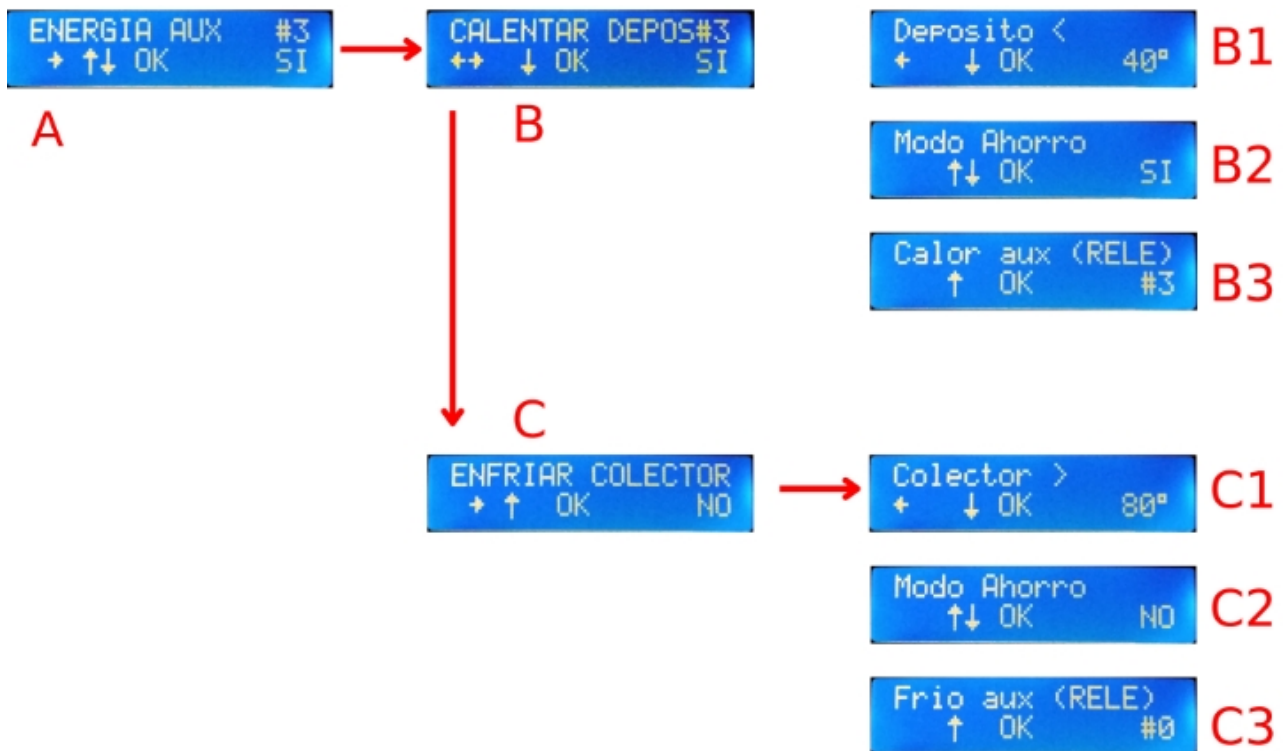 ENERGIA AUX #3
→ ↑↓ OK SI
A
CALENTAR DEPOS#3
←→ ↓ OK SI
B
Deposito <
← ↓ OK 40°
B1
Modo Ahorro
↑↓ OK SI
B2
Calor aux (RELE)
↑ OK #3
B3
C
ENFRIAR COLECTOR
→ ↑ OK NO
Colector >
← ↓ OK 80°
C1
Modo Ahorro
↑↓ OK NO
C2
Frio aux (RELE)
↑ OK #0
C3